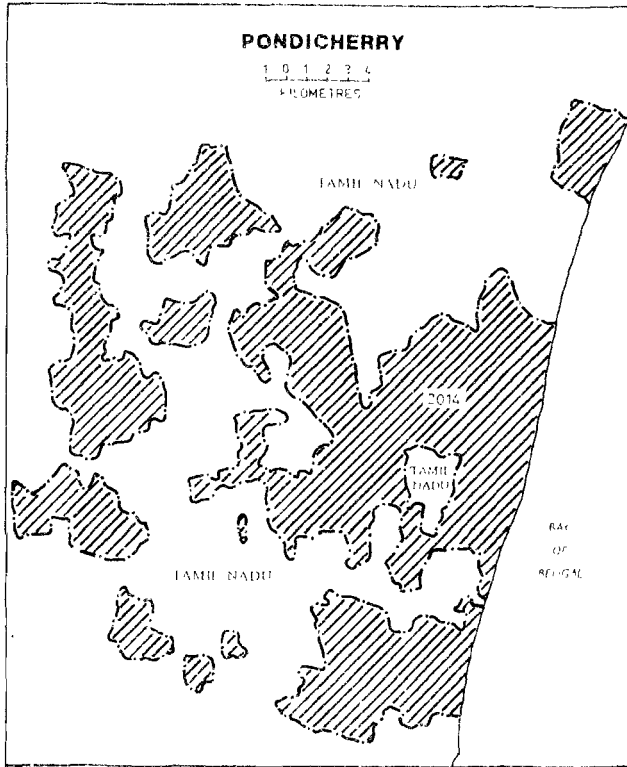 PONDICHERRY
1 0 1 2 3 4
KILOMETRES
TAMIL NADU
2014
TAMIL
NADU
BAY
OF
BENGAL
TAMIL NADU